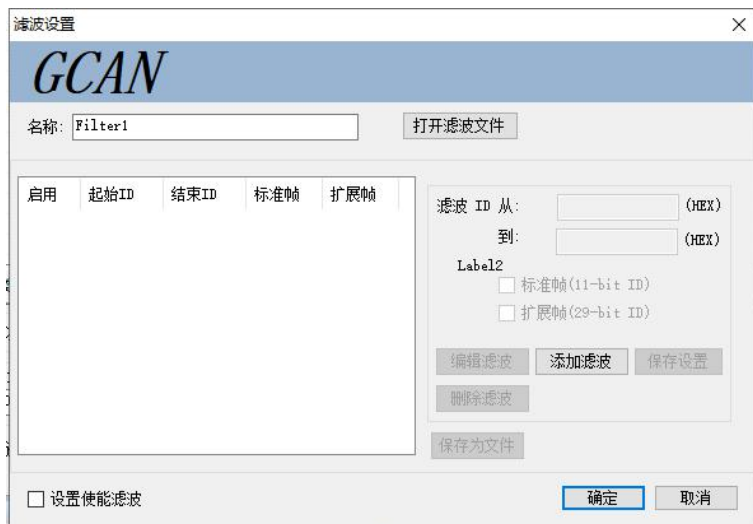 滤波设置
GCAN
名称: Filter1 打开滤波文件
启用 起始ID 结束ID 标准帧 扩展帧
滤波 ID 从: (HEX)
到: (HEX)
Label2
标准帧(11-bit ID)
扩展帧(29-bit ID)
编辑滤波 添加滤波 保存设置
删除滤波
保存为文件
设置使能滤波 确定 取消